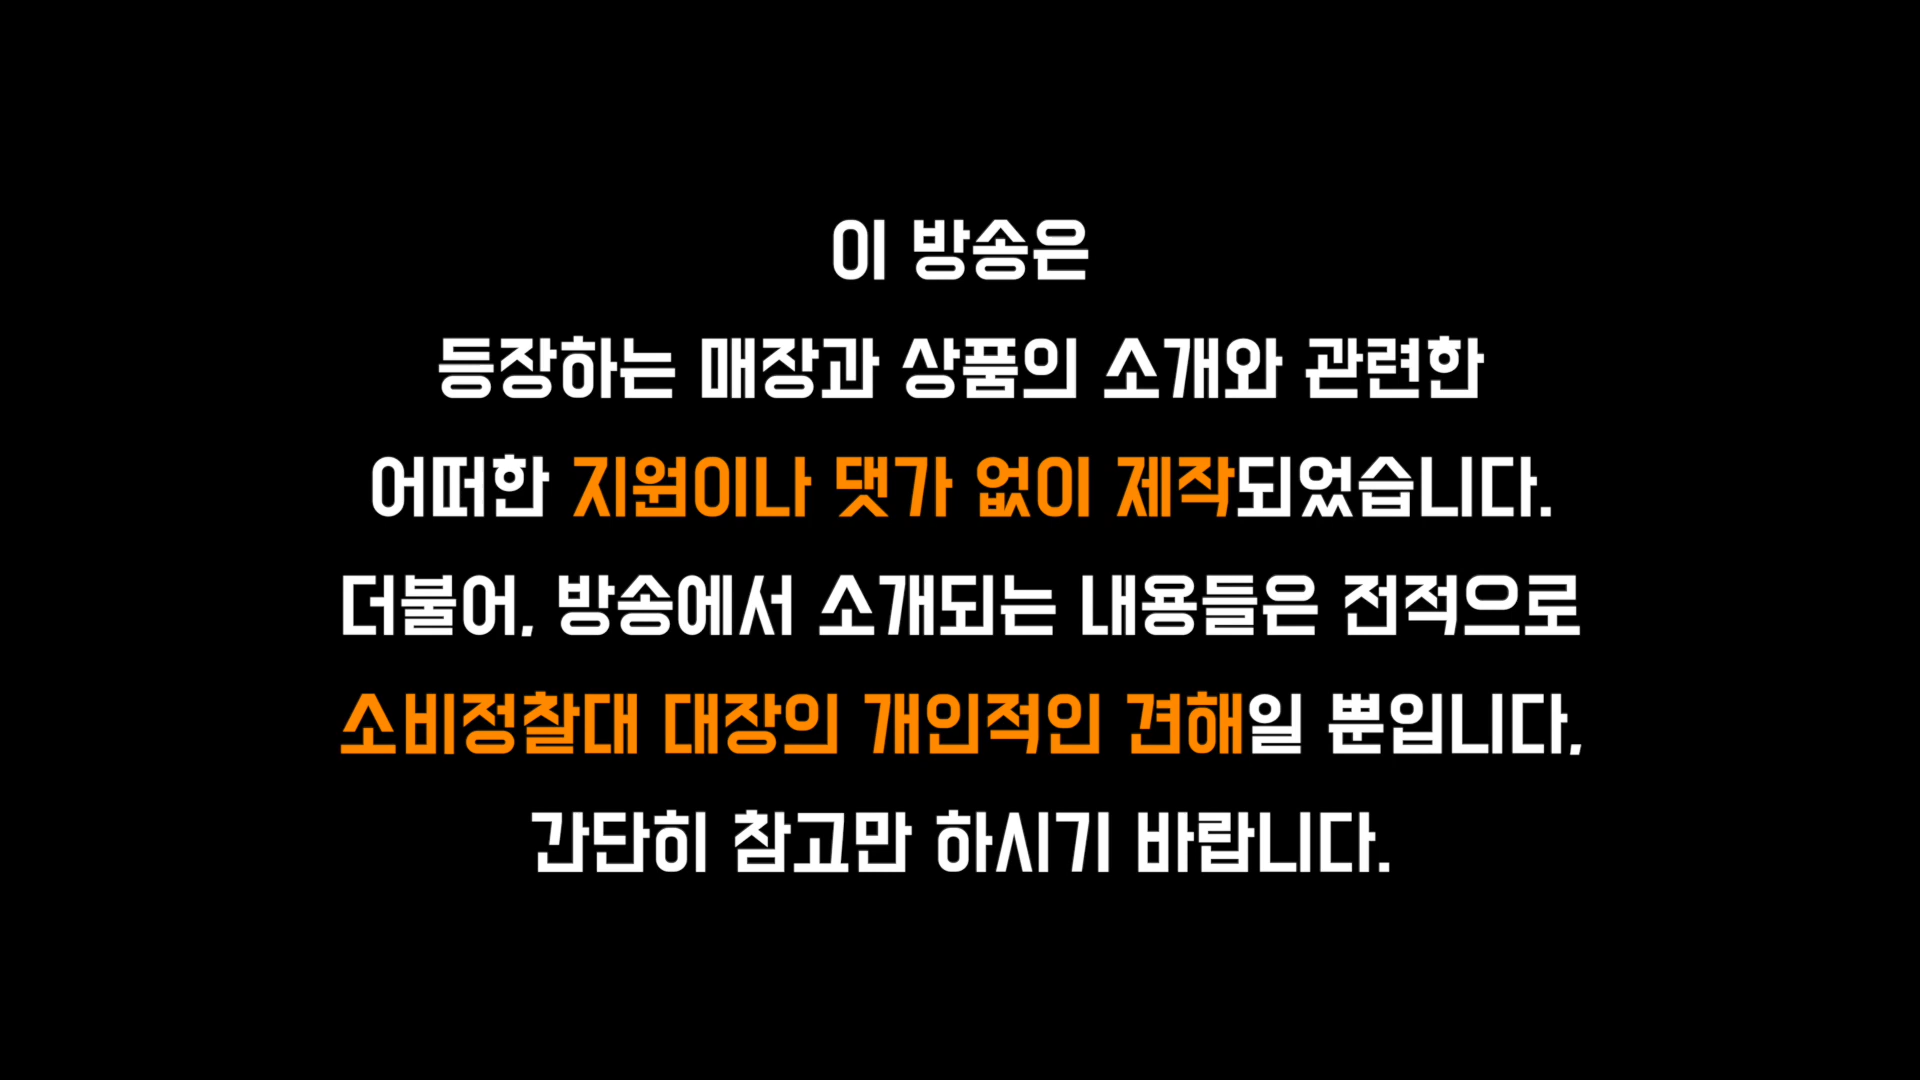 이 방송은
등장하는 매장과 상품의 소개와 관련한
어떠한 지원이나 댓가 없이 제작되었습니다.
더불어, 방송에서 소개되는 내용들은 전적으로
소비정찰대 대장의 개인적인 견해일 뿐입니다,
간단히 참고만 하시기 바랍니다.